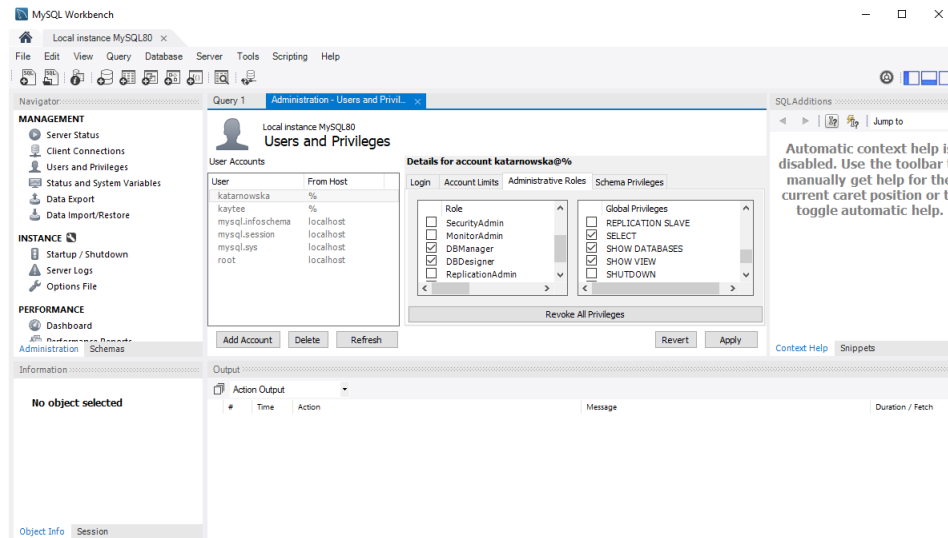 MySQL Workbench
Local instance MySQL80
File Edit View Query Database Server Tools Scripting Help
Navigator
MANAGEMENT
Server Status
Client Connections
Users and Privileges
Status and System Variables
Data Export
Data Import/Restore
INSTANCE
Startup / Shutdown
Server Logs
Options File
PERFORMANCE
Dashboard
Performance Reports
Administration Schemas
Information
No object selected
Object Info Session
Query 1 Administration - Users and Privil...
Local instance MySQL80
Users and Privileges
User Accounts
User From Host
katarnowska %
kaytee %
mysql.infoschema localhost
mysql.session localhost
mysql.sys localhost
root localhost
Add Account Delete Refresh
Details for account katarnowska@%
Login Account Limits Administrative Roles Schema Privileges
Role
SecurityAdmin
MonitorAdmin
DBManager
DBDesigner
ReplicationAdmin
Global Privileges
REPLICATION SLAVE
SELECT
SHOW DATABASES
SHOW VIEW
SHUTDOWN
Revoke All Privileges
Revert Apply
Output
Action Output
# Time Action Message Duration / Fetch
SQLAdditions
Jump to
Automatic context help is
disabled. Use the toolbar
manually get help for the
current caret position or
toggle automatic help.
Context Help Snippets